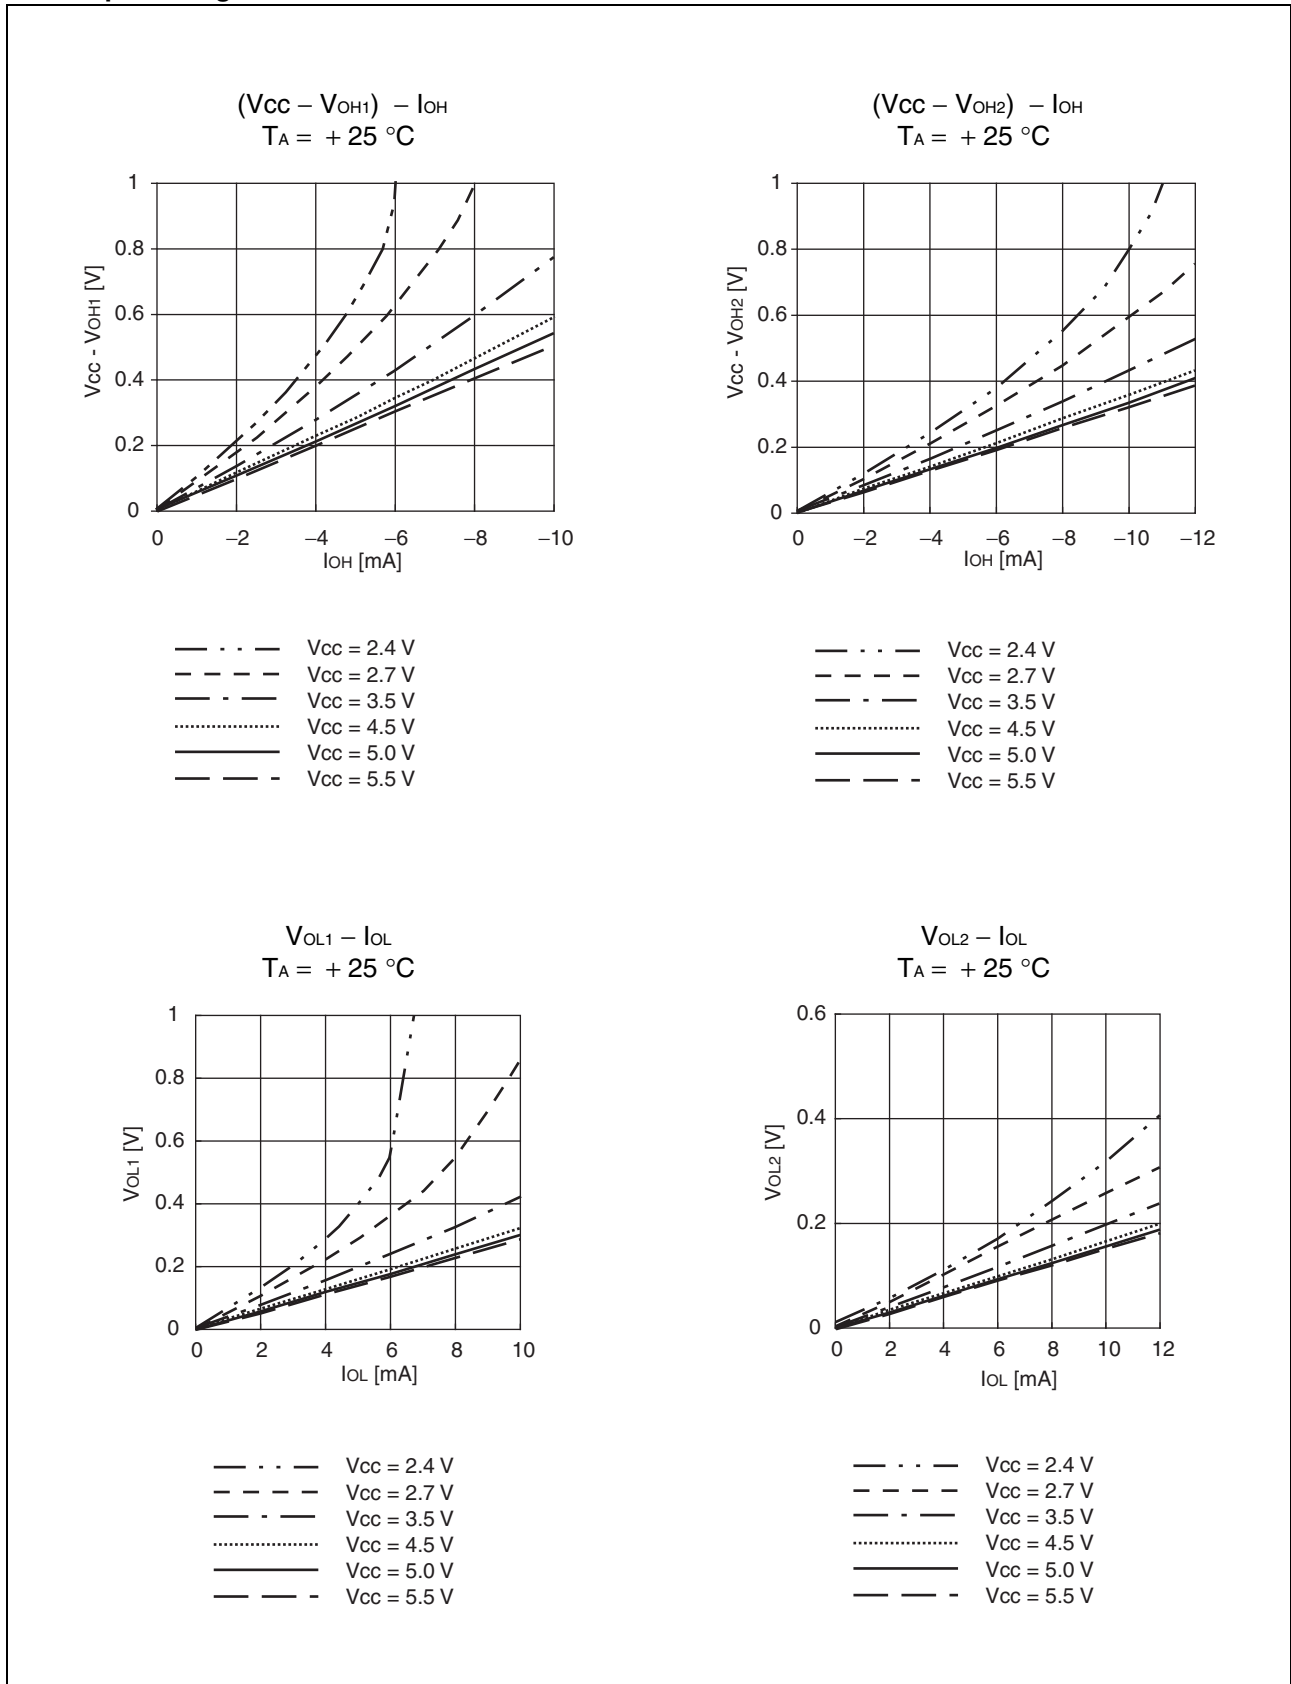 (Vcc – VOH1) – IOH
TA = + 25 °C
1
0.8
0.6
0.4
0.2
0
Vcc - VOH1 [V]
0 –2 –4 –6 –8 –10
IOH [mA]
Vcc = 2.4 V
Vcc = 2.7 V
Vcc = 3.5 V
Vcc = 4.5 V
Vcc = 5.0 V
Vcc = 5.5 V
(Vcc – VOH2) – IOH
TA = + 25 °C
1
0.8
0.6
0.4
0.2
0
Vcc - VOH2 [V]
0 –2 –4 –6 –8 –10 –12
IOH [mA]
Vcc = 2.4 V
Vcc = 2.7 V
Vcc = 3.5 V
Vcc = 4.5 V
Vcc = 5.0 V
Vcc = 5.5 V
VOL1 – IOL
TA = + 25 °C
1
0.8
0.6
0.4
0.2
0
VOL1 [V]
0 2 4 6 8 10
IOL [mA]
Vcc = 2.4 V
Vcc = 2.7 V
Vcc = 3.5 V
Vcc = 4.5 V
Vcc = 5.0 V
Vcc = 5.5 V
VOL2 – IOL
TA = + 25 °C
0.6
0.4
0.2
0
VOL2 [V]
0 2 4 6 8 10 12
IOL [mA]
Vcc = 2.4 V
Vcc = 2.7 V
Vcc = 3.5 V
Vcc = 4.5 V
Vcc = 5.0 V
Vcc = 5.5 V